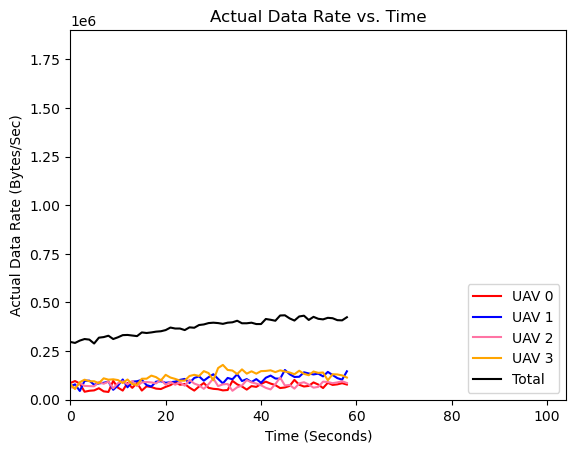 Actual Data Rate vs. Time
1e6
Actual Data Rate (Bytes/Sec)
1.75
1.50
1.25
1.00
0.75
0.50
0.25
0.00
0 20 40 60 80 100
Time (Seconds)
UAV 0
UAV 1
UAV 2
UAV 3
Total